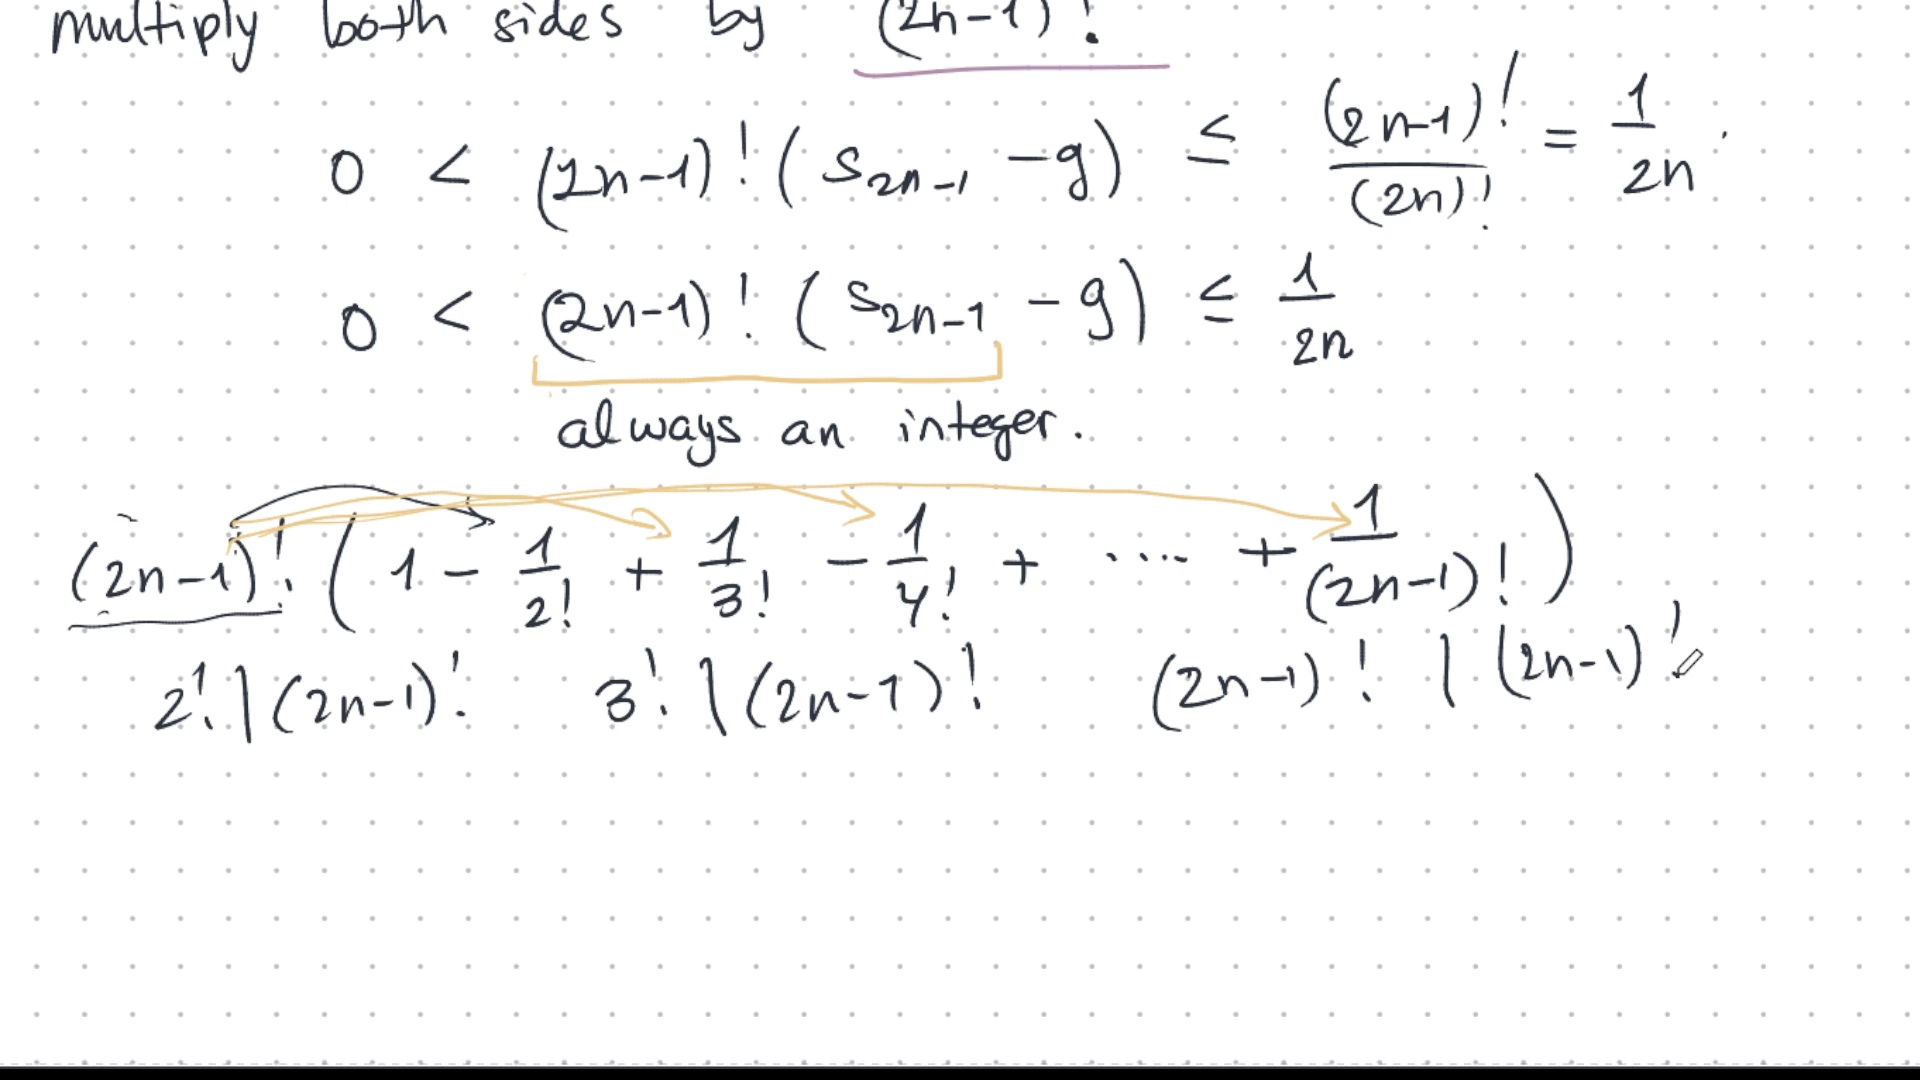 multiply both sides by (2n-1)!
0 < (2n-1)! ( s_{2n-1} - g ) ≤ (2n-1)!/(2n)! = 1/2n .
0 < (2n-1)! ( s_{2n-1} - g ) ≤ 1/2n
always an integer.
(2n-1)! ( 1 - 1/2! + 1/3! - 1/4! + .... + 1/(2n-1)! )
2! | (2n-1)! 3! | (2n-1)! (2n-1)! | (2n-1)!